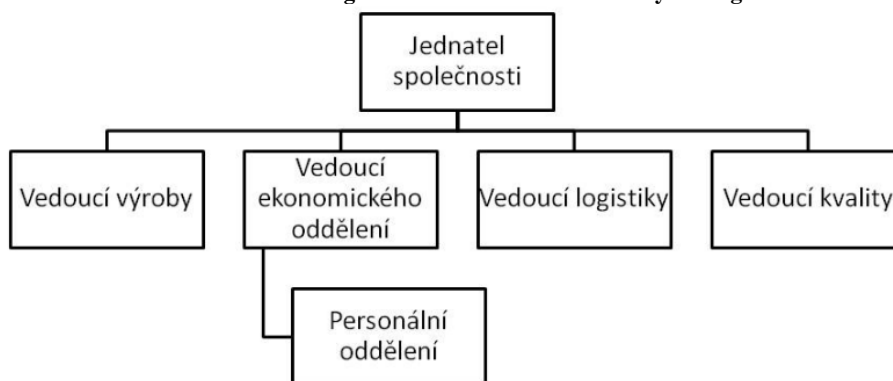 Jednatel
společnosti
Vedoucí výroby
Vedoucí
ekonomického
oddělení
Vedoucí logistiky
Vedoucí kvality
Personální
oddělení